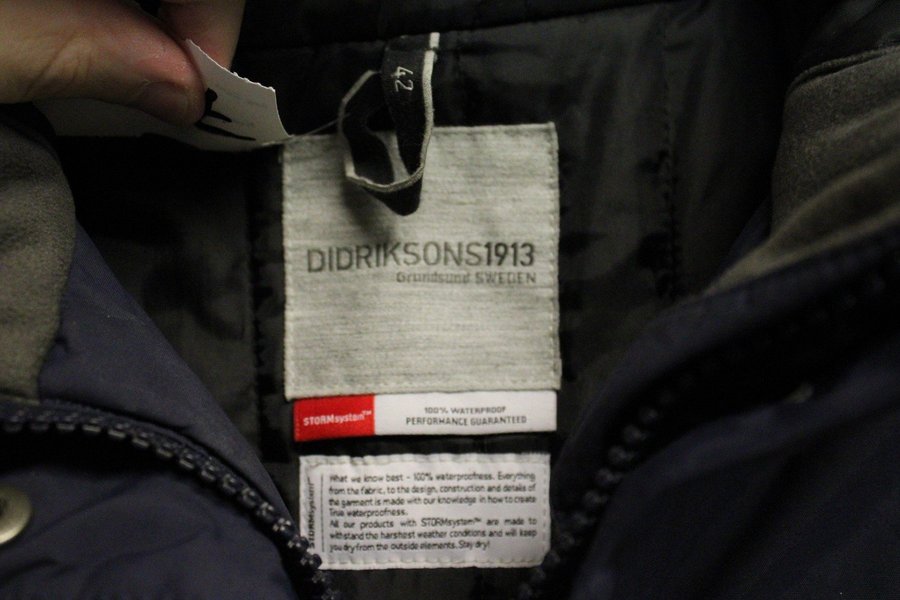 42
DIDRIKSONS1913
Grundsund SWEDEN
STORMsystem™
100% WATERPROOF
PERFORMANCE GUARANTEED
STORMsystem™
What we know best - 100% waterproofness. Everything
from the fabric, to the design, construction and details of
the garment is made with our knowledge in how to create
True waterproofness.
All our products with STORMsystem™ are made to
withstand the harshest weather conditions and will keep
you dry from the outside elements. Stay dry!